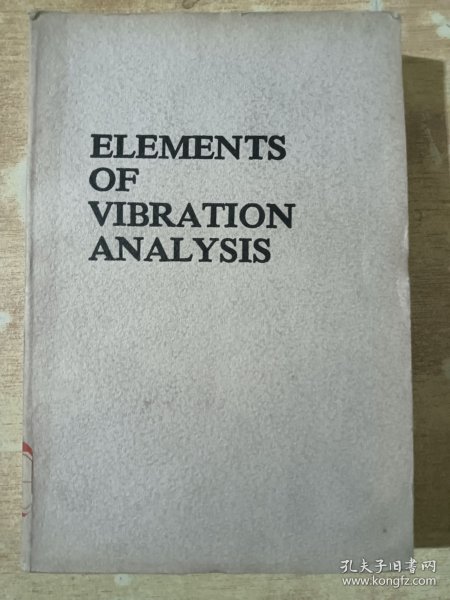 ELEMENTS
OF
VIBRATION
ANALYSIS
孔夫子旧书网
www.kongfz.com